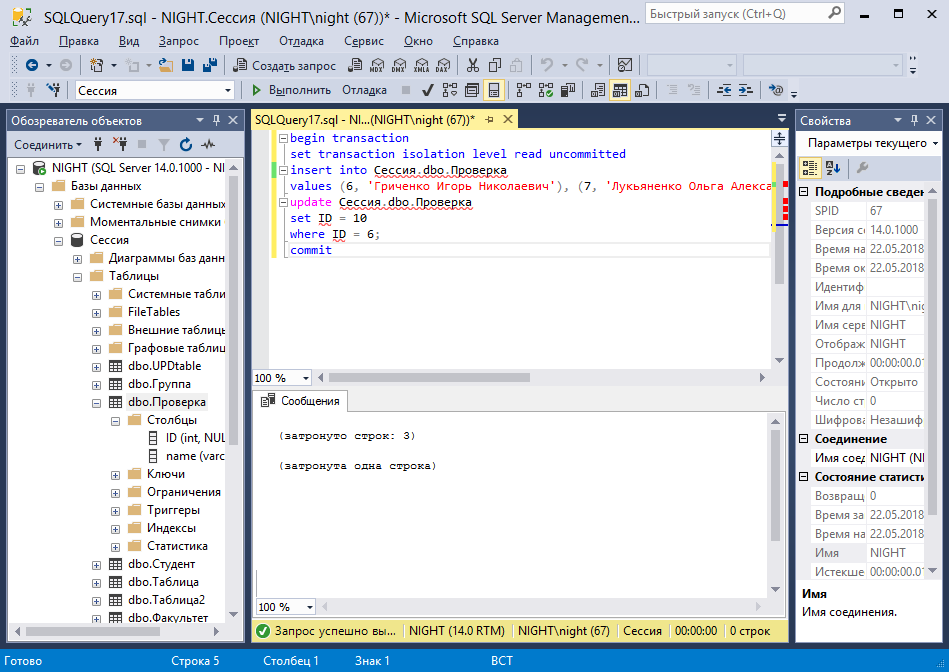 SQLQuery17.sql - NIGHT.Сессия (NIGHT\night (67))* - Microsoft SQL Server Managemen...
Быстрый запуск (Ctrl+Q)
Файл Правка Вид Запрос Проект Отладка Сервис Окно Справка
Создать запрос MDX DMX XMLA DAX
Сессия Выполнить Отладка
Обозреватель объектов
Соединить
NIGHT (SQL Server 14.0.1000 - NI
Базы данных
Системные базы данных
Моментальные снимки
Сессия
Диаграммы баз данн
Таблицы
Системные табли
FileTables
Внешние таблицы
Графовые таблиц
dbo.UPDtable
dbo.Группа
dbo.Проверка
Столбцы
ID (int, NUL
name (varc
Ключи
Ограничения
Триггеры
Индексы
Статистика
dbo.Студент
dbo.Таблица
dbo.Таблица2
dbo.Факультет
SQLQuery17.sql - NI...(NIGHT\night (67))*
begin transaction
set transaction isolation level read uncommitted
insert into Сессия.dbo.Проверка
values (6, 'Гриченко Игорь Николаевич'), (7, 'Лукьяненко Ольга Алекса
update Сессия.dbo.Проверка
set ID = 10
where ID = 6;
commit
100 %
Сообщения
(затронуто строк: 3)
(затронута одна строка)
100 %
Запрос успешно вы... NIGHT (14.0 RTM) NIGHT\night (67) Сессия 00:00:00 0 строк
Свойства
Параметры текущего
Подробные сведен
SPID 67
Версия се 14.0.1000
Время на 22.05.2018
Время ок 22.05.2018
Идентиф
Имя для NIGHT\nig
Имя серв NIGHT
Отображ NIGHT
Продолж 00:00:00.01
Состояни Открыто
Число ст 0
Шифрова Незашиф
Соединение
Имя соед NIGHT (NI
Состояние статисти
Возвращ 0
Время за 22.05.2018
Время на 22.05.2018
Имя NIGHT
Истекше 00:00:00.01
Имя
Имя соединения.
Готово Строка 5 Столбец 1 Знак 1 ВСТ